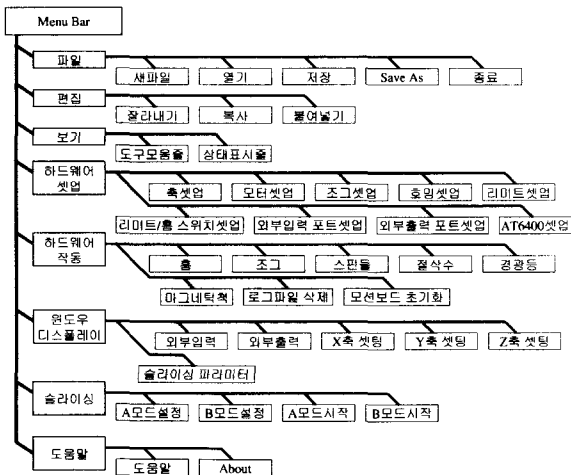 Menu Bar
파일
새파일 열기 저장 Save As 종료
편집
잘라내기 복사 붙여넣기
보기
도구모음줄 상태표시줄
하드웨어
셋업
축셋업 모터셋업 조그셋업 호밍셋업 리미트셋업
리미트/홈 스위치셋업 외부입력 포트셋업 외부출력 포트셋업 AT6400셋업
하드웨어
작동
홈 조그 스핀들 절삭수 경광등
마그네틱척 로그파일 삭제 모션보드 초기화
윈도우
디스플레이
외부입력 외부출력 X축 셋팅 Y축 셋팅 Z축 셋팅
슬라이싱 파라미터
슬라이싱
A모드설정 B모드설정 A모드시작 B모드시작
도움말
도움말 About